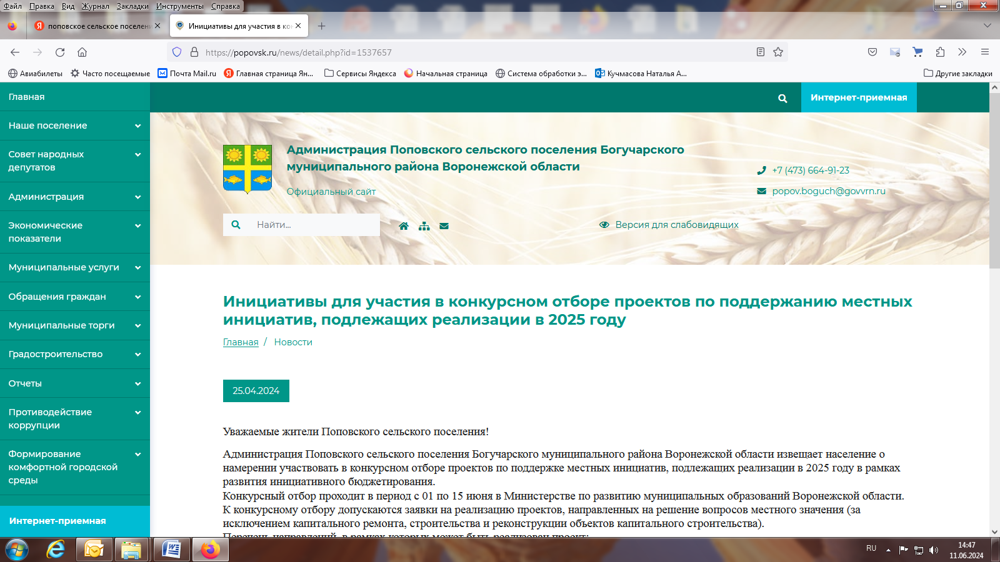 Файл Правка Вид Журнал Закладки Инструменты Справка
поповское сельское поселени
Инициативы для участия в ко
https://popovsk.ru/news/detail.php?id=1537657
Авиабилеты Часто посещаемые Почта Mail.ru Главная страница Ян... Сервисы Яндекса Начальная страница Система обработки э... Кучмасова Наталья А... Другие закладки
Главная
Наше поселение
Совет народных
депутатов
Администрация
Экономические
показатели
Муниципальные услуги
Обращения граждан
Муниципальные торги
Градостроительство
Отчеты
Противодействие
коррупции
Формирование
комфортной городской
среды
Интернет-приемная
Интернет-приемная
Администрация Поповского сельского поселения Богучарского
муниципального района Воронежской области
Официальный сайт
+7 (473) 664-91-23
popov.boguch@govvrn.ru
Найти...
Версия для слабовидящих
Инициативы для участия в конкурсном отборе проектов по поддержанию местных
инициатив, подлежащих реализации в 2025 году
Главная / Новости
25.04.2024
Уважаемые жители Поповского сельского поселения!
Администрация Поповского сельского поселения Богучарского муниципального района Воронежской области извещает население о
намерении участвовать в конкурсном отборе проектов по поддержке местных инициатив, подлежащих реализации в 2025 году в рамках
развития инициативного бюджетирования.
Конкурсный отбор проходит в период с 01 по 15 июня в Министерстве по развитию муниципальных образований Воронежской области.
К конкурсному отбору допускаются заявки на реализацию проектов, направленных на решение вопросов местного значения (за
исключением капитального ремонта, строительства и реконструкции объектов капитального строительства).
Перечень направлений, в рамках которых может быть реализован проект:
RU
14:47
11.06.2024